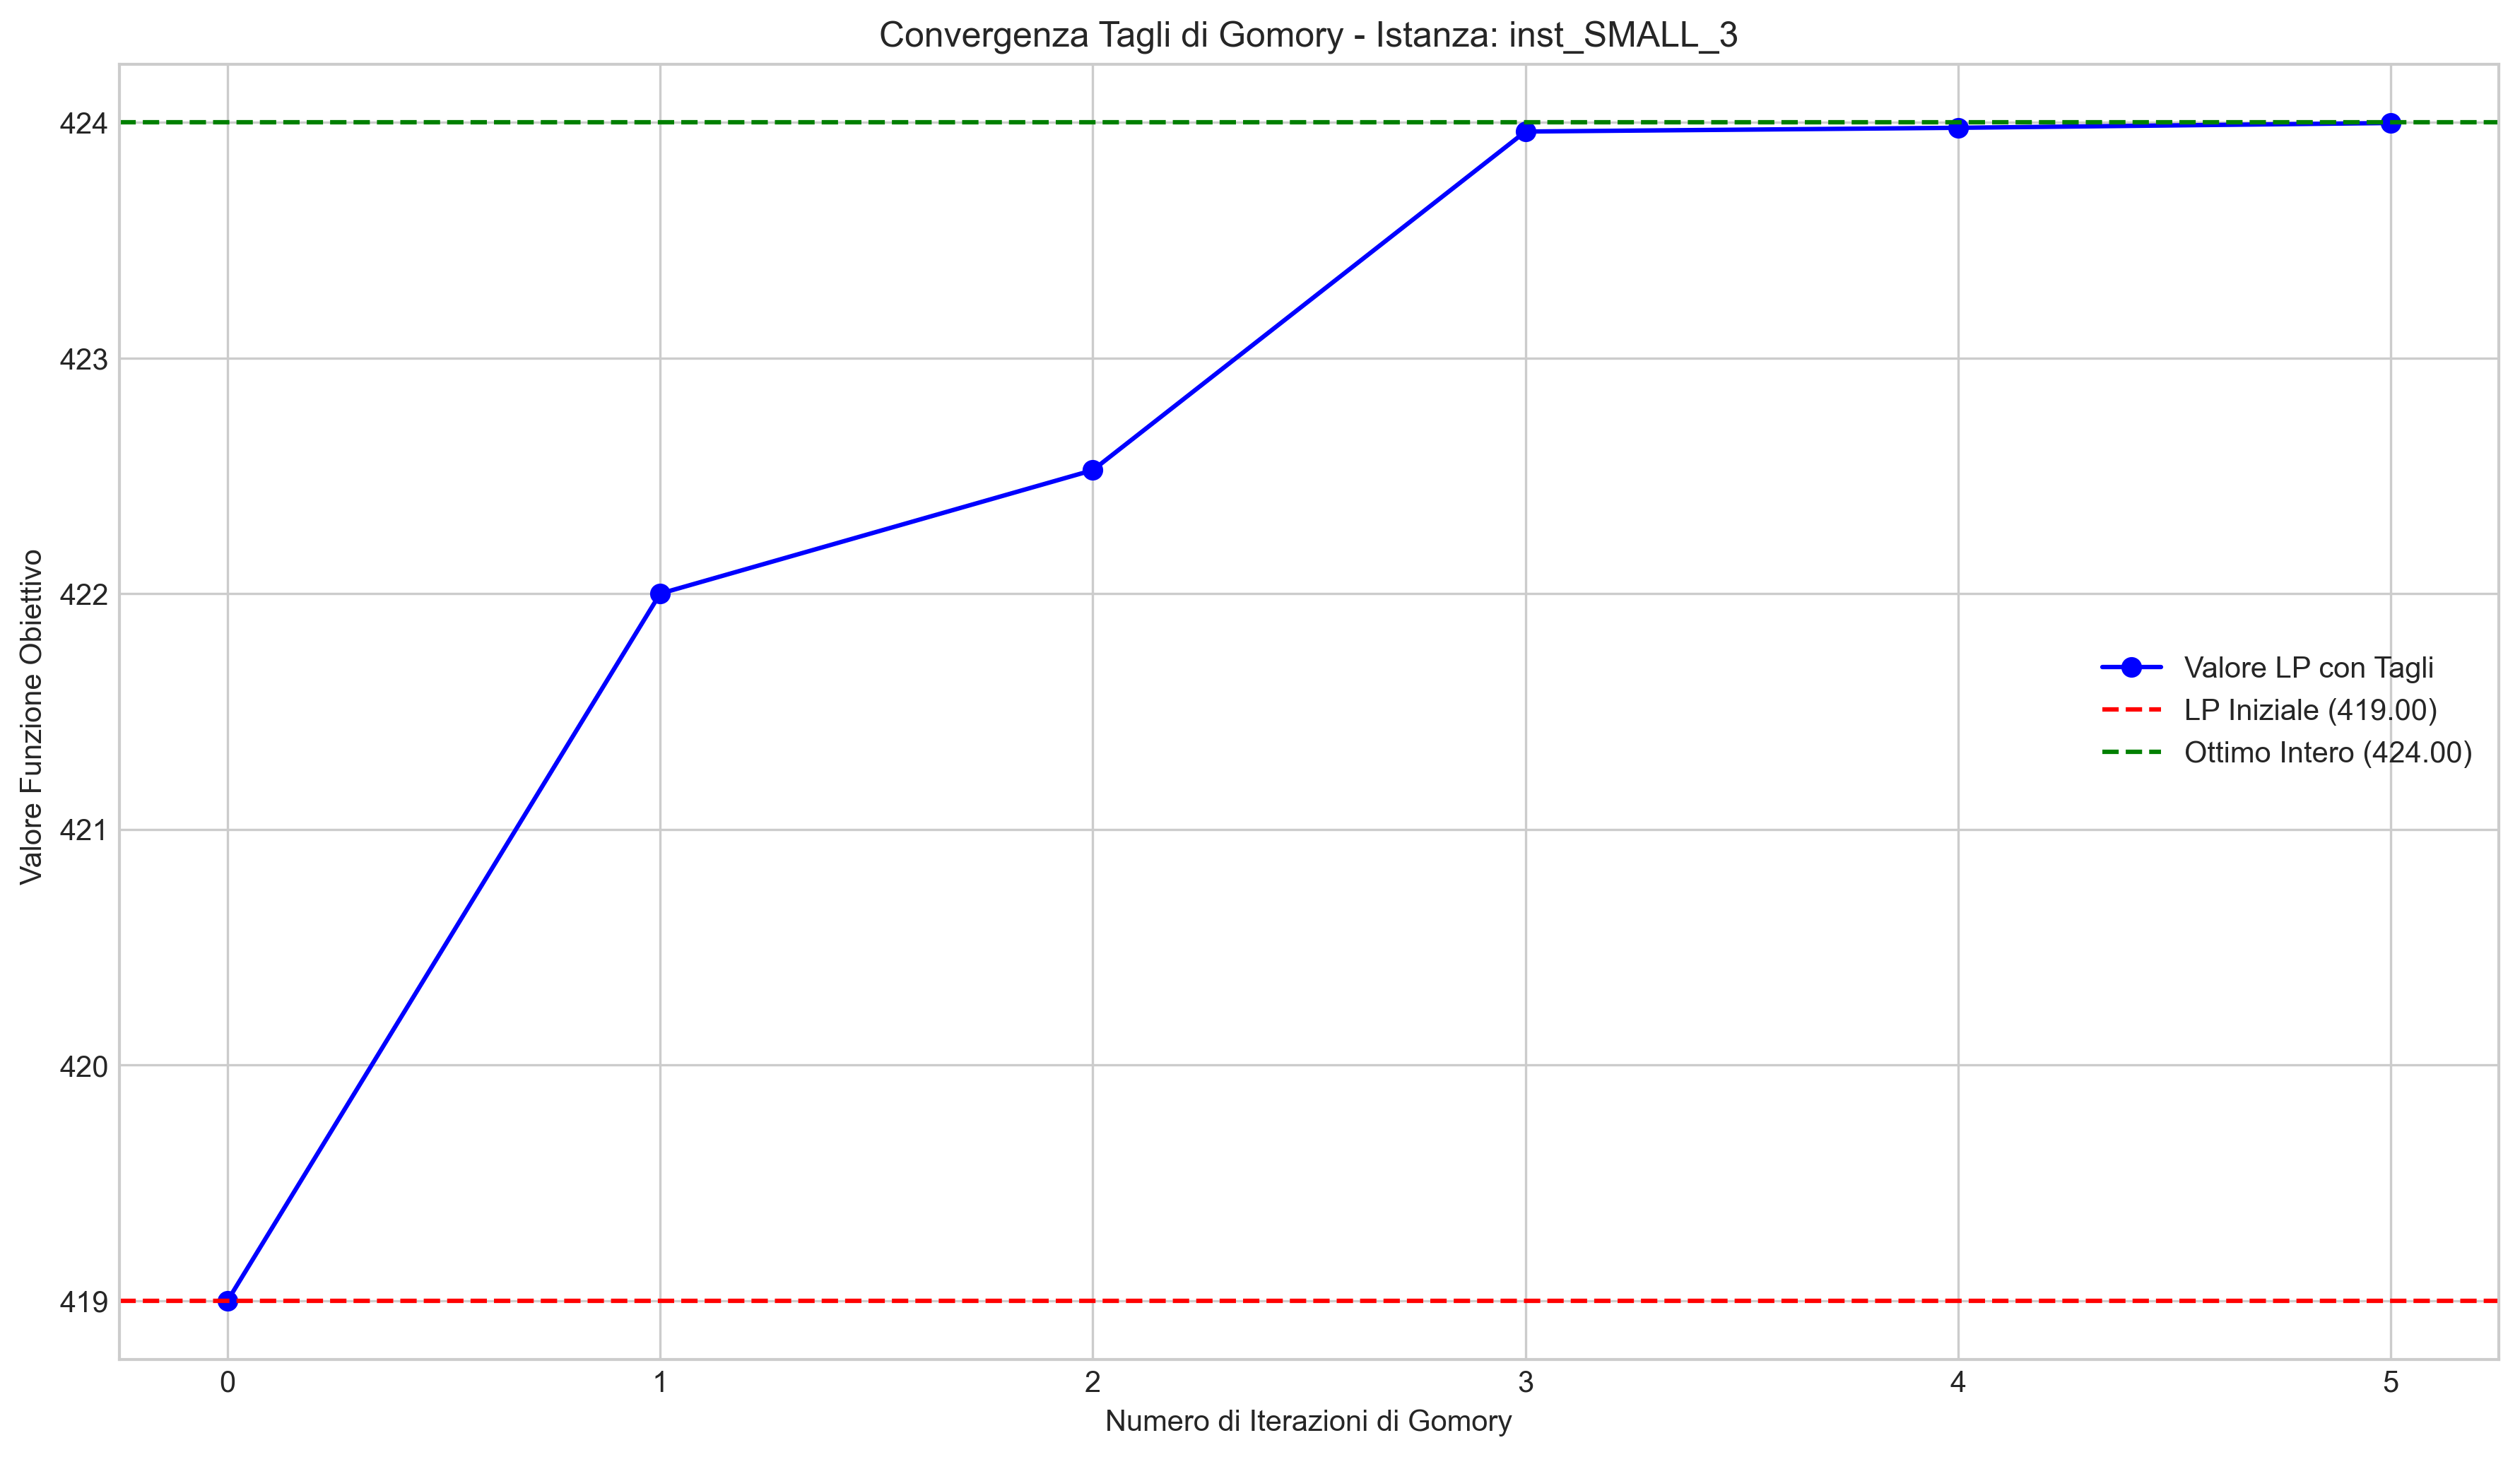 Convergenza Tagli di Gomory - Istanza: inst_SMALL_3
Valore Funzione Obiettivo
424
423
422
421
420
419
Valore LP con Tagli
LP Iniziale (419.00)
Ottimo Intero (424.00)
0 1 2 3 4 5
Numero di Iterazioni di Gomory